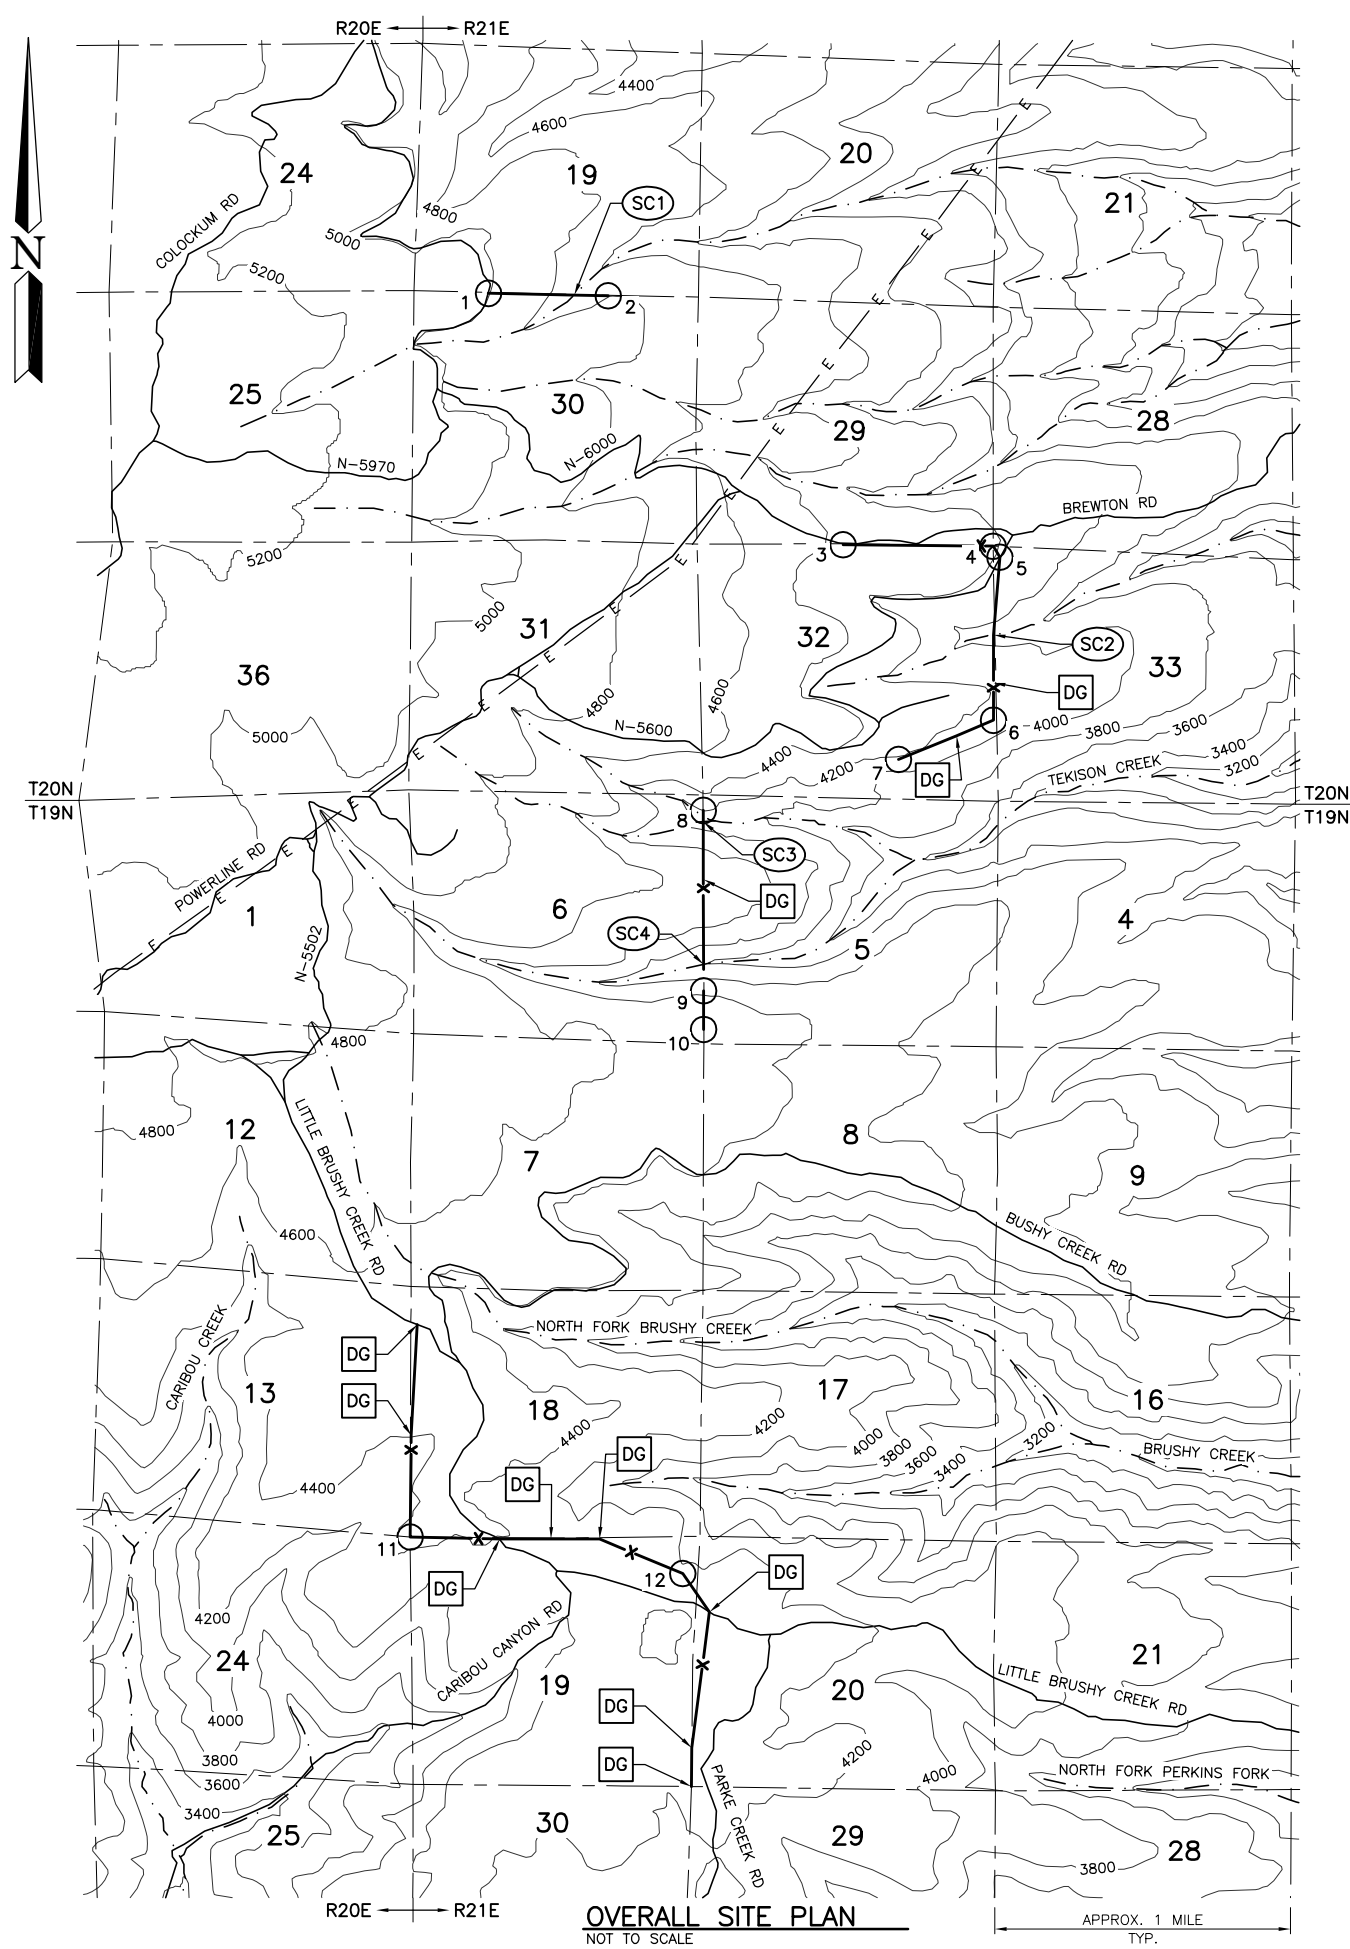 R20E R21E
4400
4600
20
24
19
SC1
21
4800
COLOCKUM RD
5000
N
5200
E
E
E
E
1
2
E
25
30
29
28
E
N-5970
N-6000
E
BREWTON RD
5200
3
4
5
E
5000
31
32
SC2
33
36
E
E
DG
4800
4600
5000
E
N-5600
6
4000
3800
3600
4400
4200
7
DG
3400
3200
TEKISON CREEK
T20N
T19N
T20N
T19N
E
8
SC3
POWERLINE RD
E
E
DG
1
6
4
SC4
5
E
N-5502
9
10
4800
4800
12
LITTLE BRUSHY CREEK RD
7
8
9
4600
BUSHY CREEK RD
CARIBOU CREEK
NORTH FORK BRUSHY CREEK
DG
13
DG
18
17
16
4400
4200
4000
3800
3600
3400
3200
BRUSHY CREEK
DG
DG
4400
11
12
DG
DG
4200
24
CARIBOU CANYON RD
19
20
21
LITTLE BRUSHY CREEK RD
4000
DG
3800
3600
DG
4200
4000
NORTH FORK PERKINS FORK
3400
25
30
PARKE CREEK RD
29
28
3800
R20E R21E
OVERALL SITE PLAN
NOT TO SCALE
APPROX. 1 MILE
TYP.